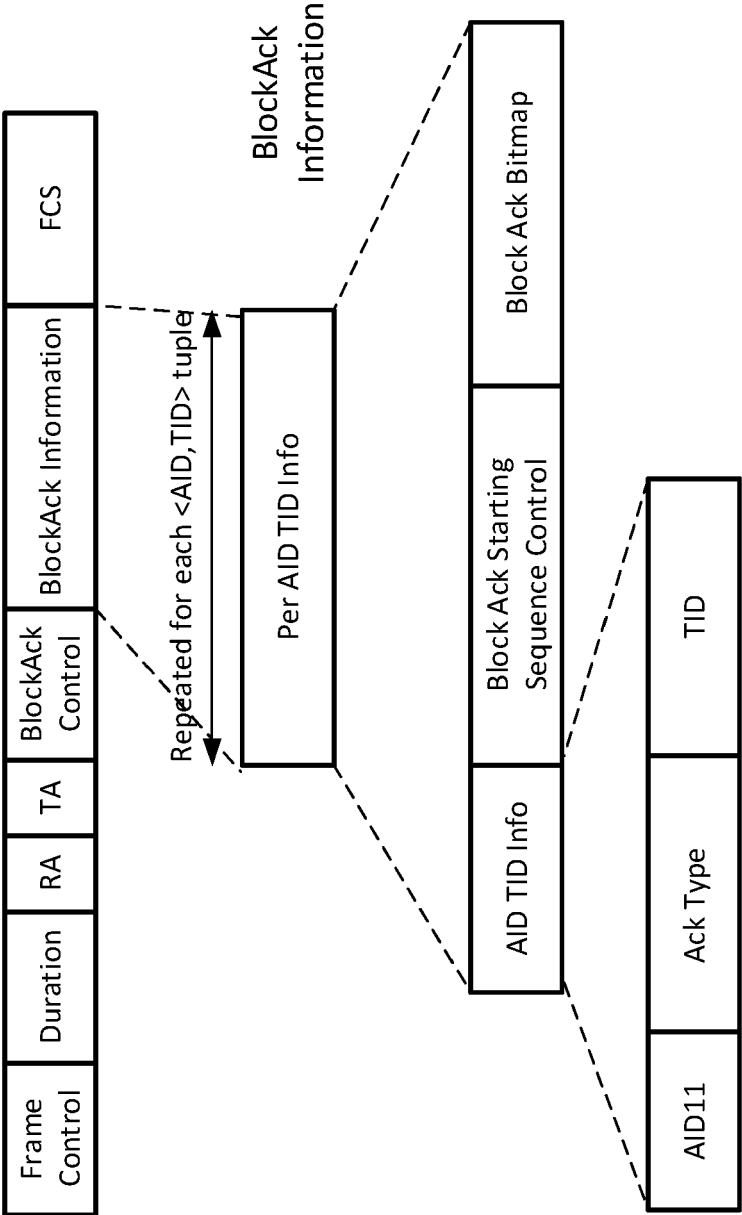 Frame
Control
Duration
RA
TA
BlockAck
Control
BlockAck Information
FCS
Repeated for each <AID,TID> tuple
Per AID TID Info
BlockAck
Information
AID TID Info
Block Ack Starting
Sequence Control
Block Ack Bitmap
AID11
Ack Type
TID